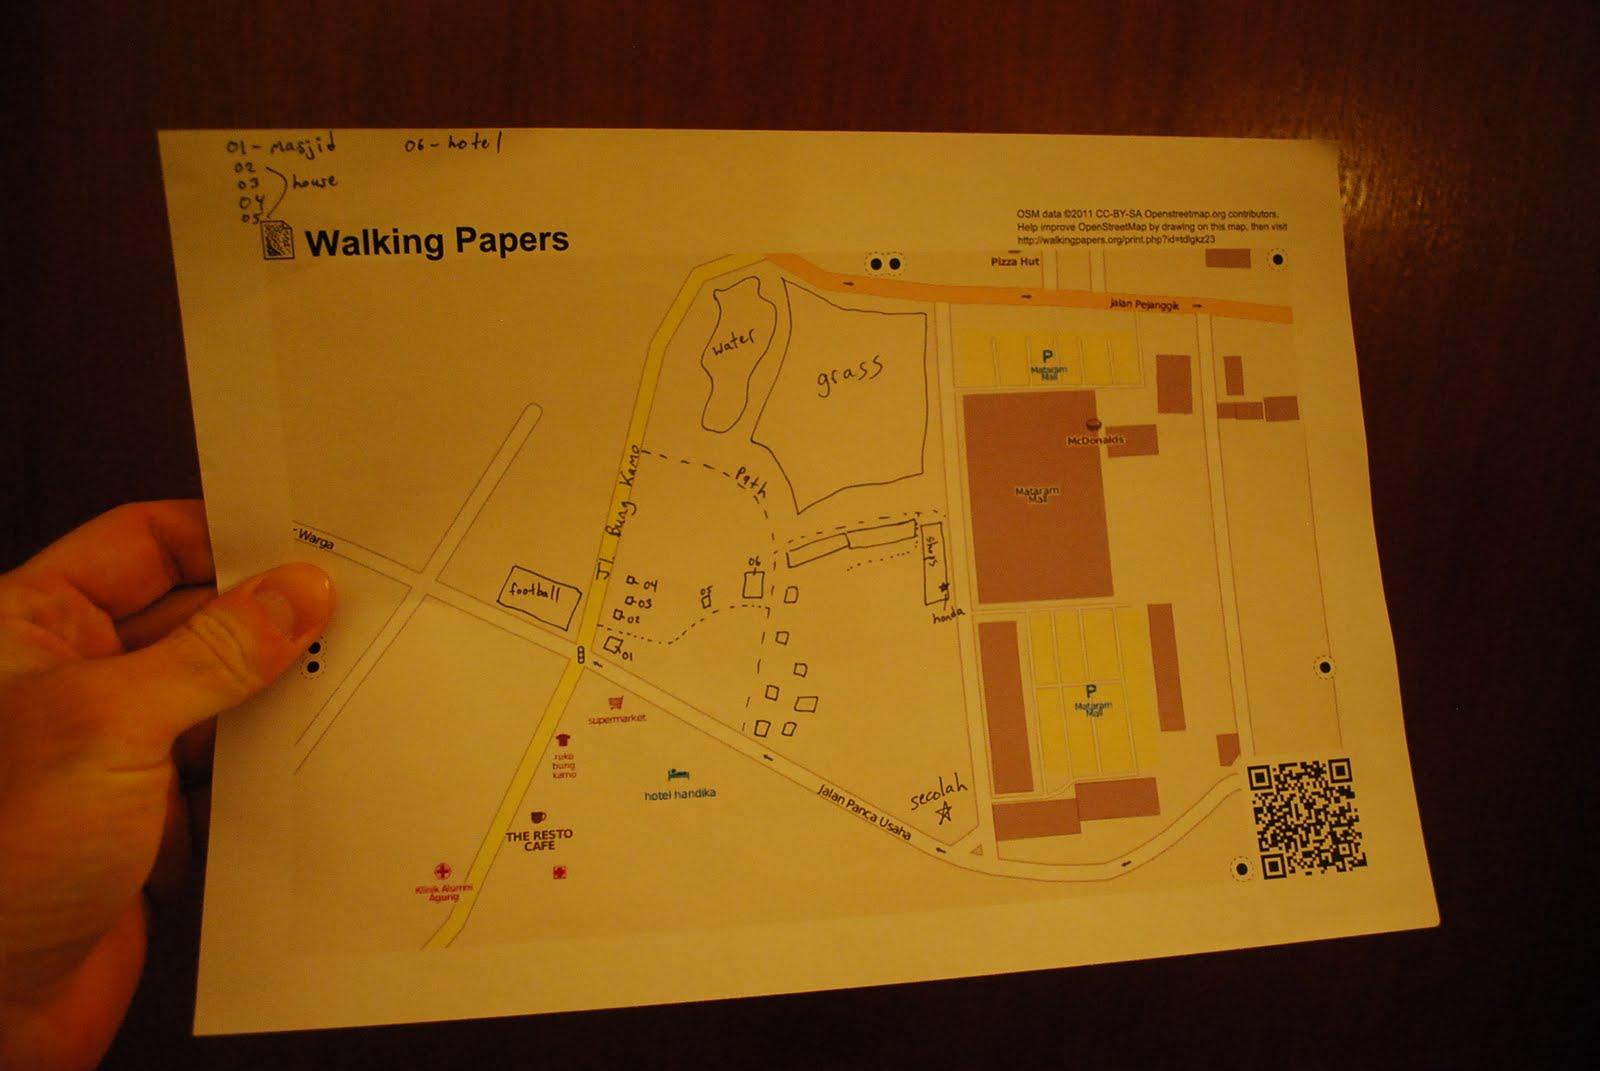 01 - Masjid
06 - hotel
02
03
04
05
house
Walking Papers
OSM data ©2011 CC-BY-SA Openstreetmap.org contributors.
Help improve OpenStreetMap by drawing on this map, then visit
http://walkingpapers.org/print.php?id=tdlgkz23
Pizza Hut
Jalan Pejanggik
water
grass
P
Mataram
Mall
McDonalds
Mataram
Mall
Path
Jl Bung Kamo
Warga
football
04
03
02
01
05
06
shops
honda
P
Mataram
Mall
supermarket
ruko
bung
karno
hotel handika
secolah
Jalan Panca Usaha
THE RESTO
CAFE
Klinik Alumni
Agung